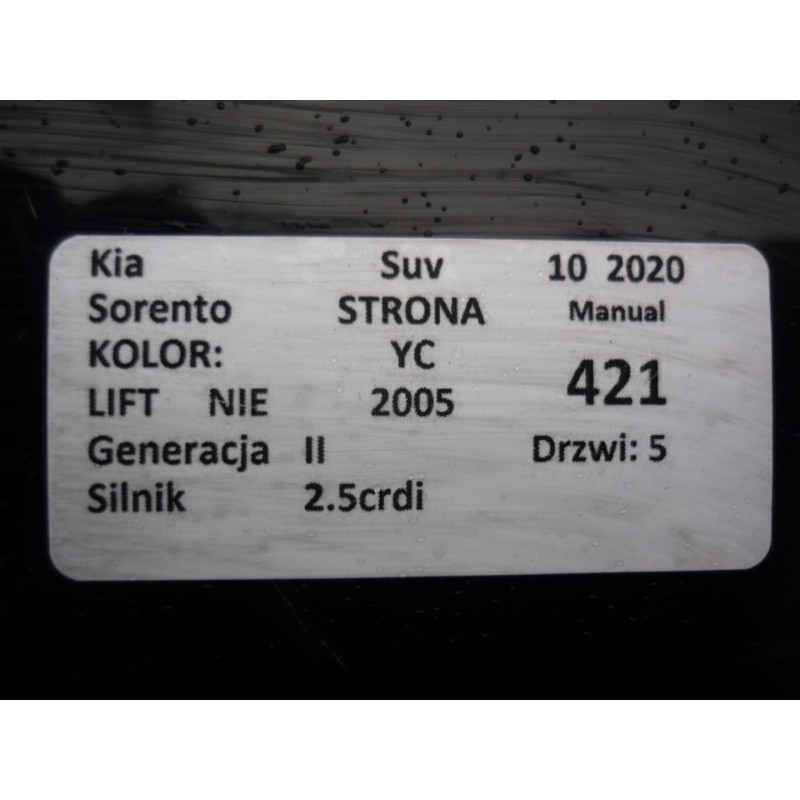 Kia Suv 10 2020
Sorento STRONA Manual
KOLOR: YC 421
LIFT NIE 2005
Generacja II Drzwi: 5
Silnik 2.5crdi